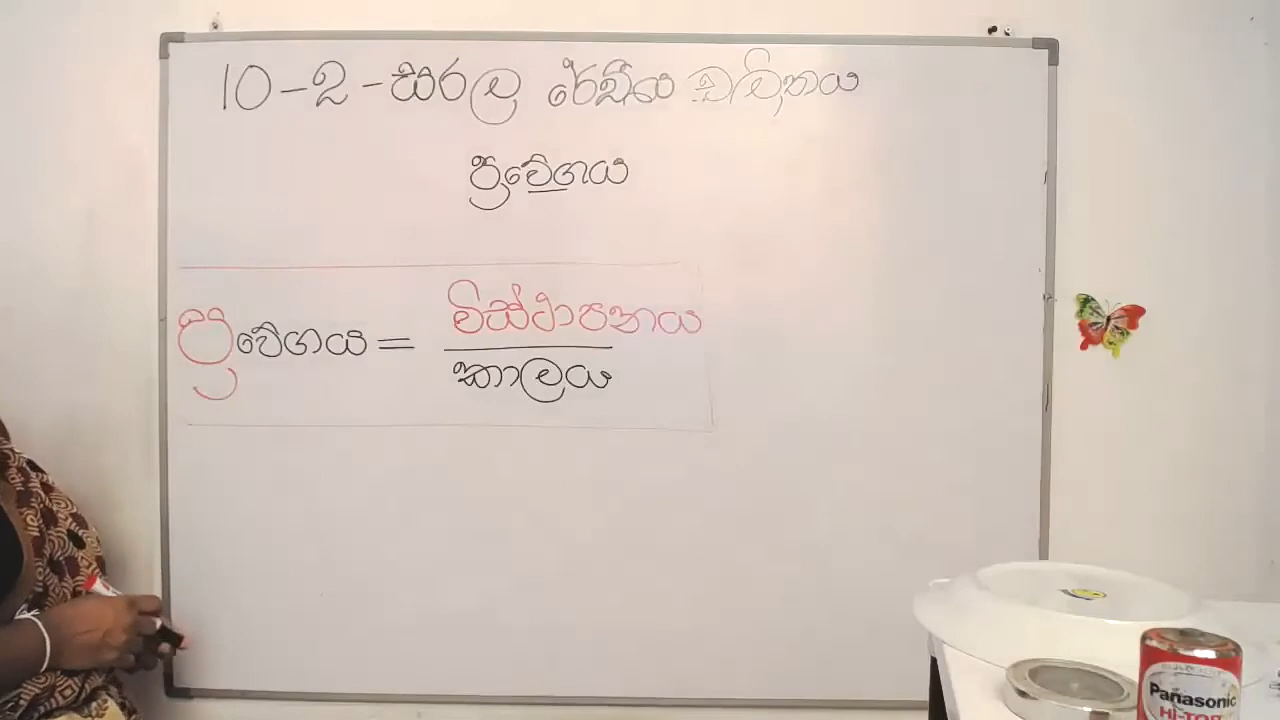 10-2-සරල රේඛීය චලිතය
ප්‍රවේගය
ප්‍රවේගය = විස්ථාපනය
කාලය
Panasonic
HI-TOP